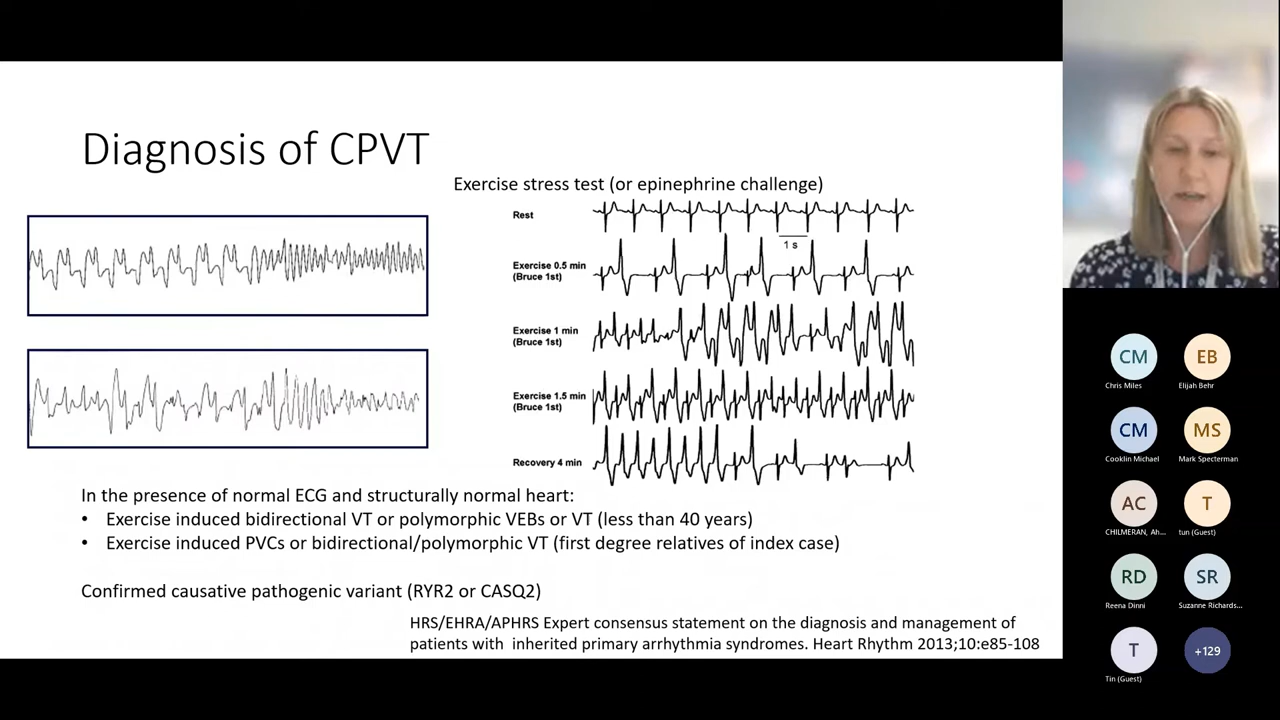 Diagnosis of CPVT
Exercise stress test (or epinephrine challenge)
Rest
1 s
Exercise 0.5 min
(Bruce 1st)
Exercise 1 min
(Bruce 1st)
Exercise 1.5 min
(Bruce 1st)
Recovery 4 min
In the presence of normal ECG and structurally normal heart:
• Exercise induced bidirectional VT or polymorphic VEBs or VT (less than 40 years)
• Exercise induced PVCs or bidirectional/polymorphic VT (first degree relatives of index case)
Confirmed causative pathogenic variant (RYR2 or CASQ2)
HRS/EHRA/APHRS Expert consensus statement on the diagnosis and management of
patients with inherited primary arrhythmia syndromes. Heart Rhythm 2013;10:e85-108
CM
EB
Chris Miles
Elijah Behr
CM
MS
Cooklin Michael
Mark Specterman
AC
T
CHILMERAN, Ah...
tun (Guest)
RD
SR
Reena Dinni
Suzanne Richards...
T
+129
Tin (Guest)